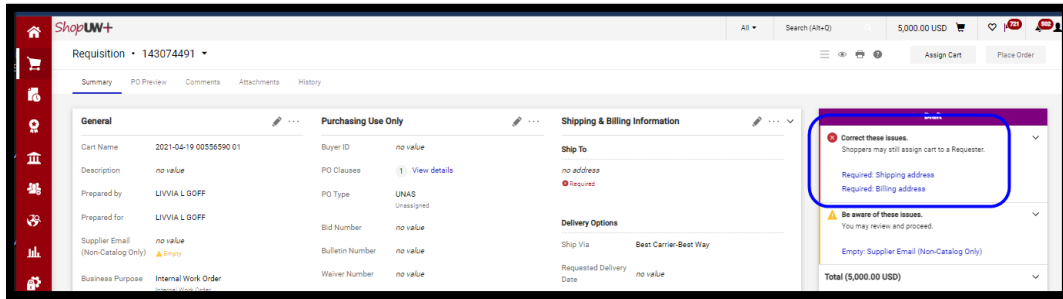 ShopUW+
All
Search (Alt+Q)
5,000.00 USD
721
902
Requisition • 143074491
Assign Cart
Place Order
Summary
PO Preview
Comments
Attachments
History
General
Cart Name 2021-04-19 00556590 01
Description no value
Prepared by LIVVIA L GOFF
Prepared for LIVVIA L GOFF
Supplier Email no value
(Non-Catalog Only) Empty
Business Purpose Internal Work Order
Internal Work Order
Purchasing Use Only
Buyer ID no value
PO Clauses 1 View details
PO Type UNAS
Unassigned
Bid Number no value
Bulletin Number no value
Waiver Number no value
Shipping & Billing Information
Ship To
no address
Required
Delivery Options
Ship Via Best Carrier-Best Way
Requested Delivery
Date no value
Draft
Correct these issues.
Shoppers may still assign cart to a Requester.
Required: Shipping address
Required: Billing address
Be aware of these issues.
You may review and proceed.
Empty: Supplier Email (Non-Catalog Only)
Total (5,000.00 USD)